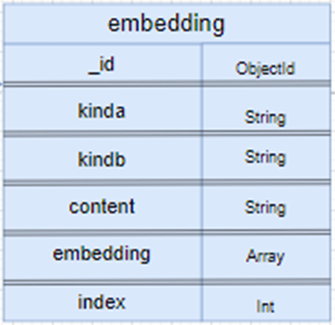 embedding
_id ObjectId
kinda String
kindb String
content String
embedding Array
index Int